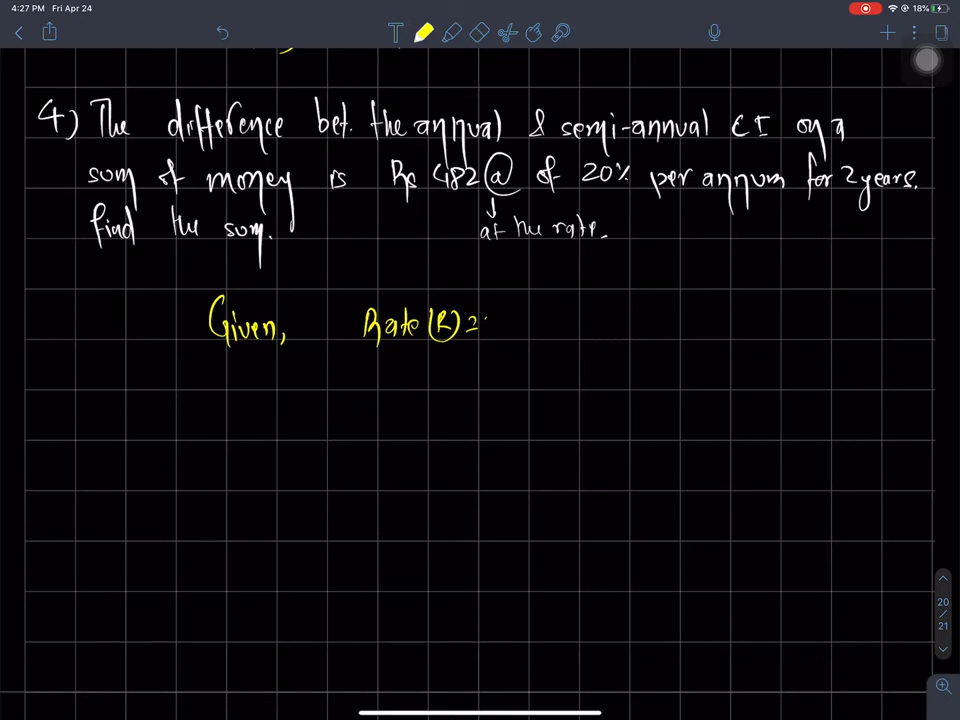 4:27 PM Fri Apr 24
18%
4) The difference bet. the annual & semi-annual CI on a
sum of money is Rs 482 @ of 20% per annum for 2 years.
find the sum.
at the rate.
Given, Rate (R) =
20
/
21